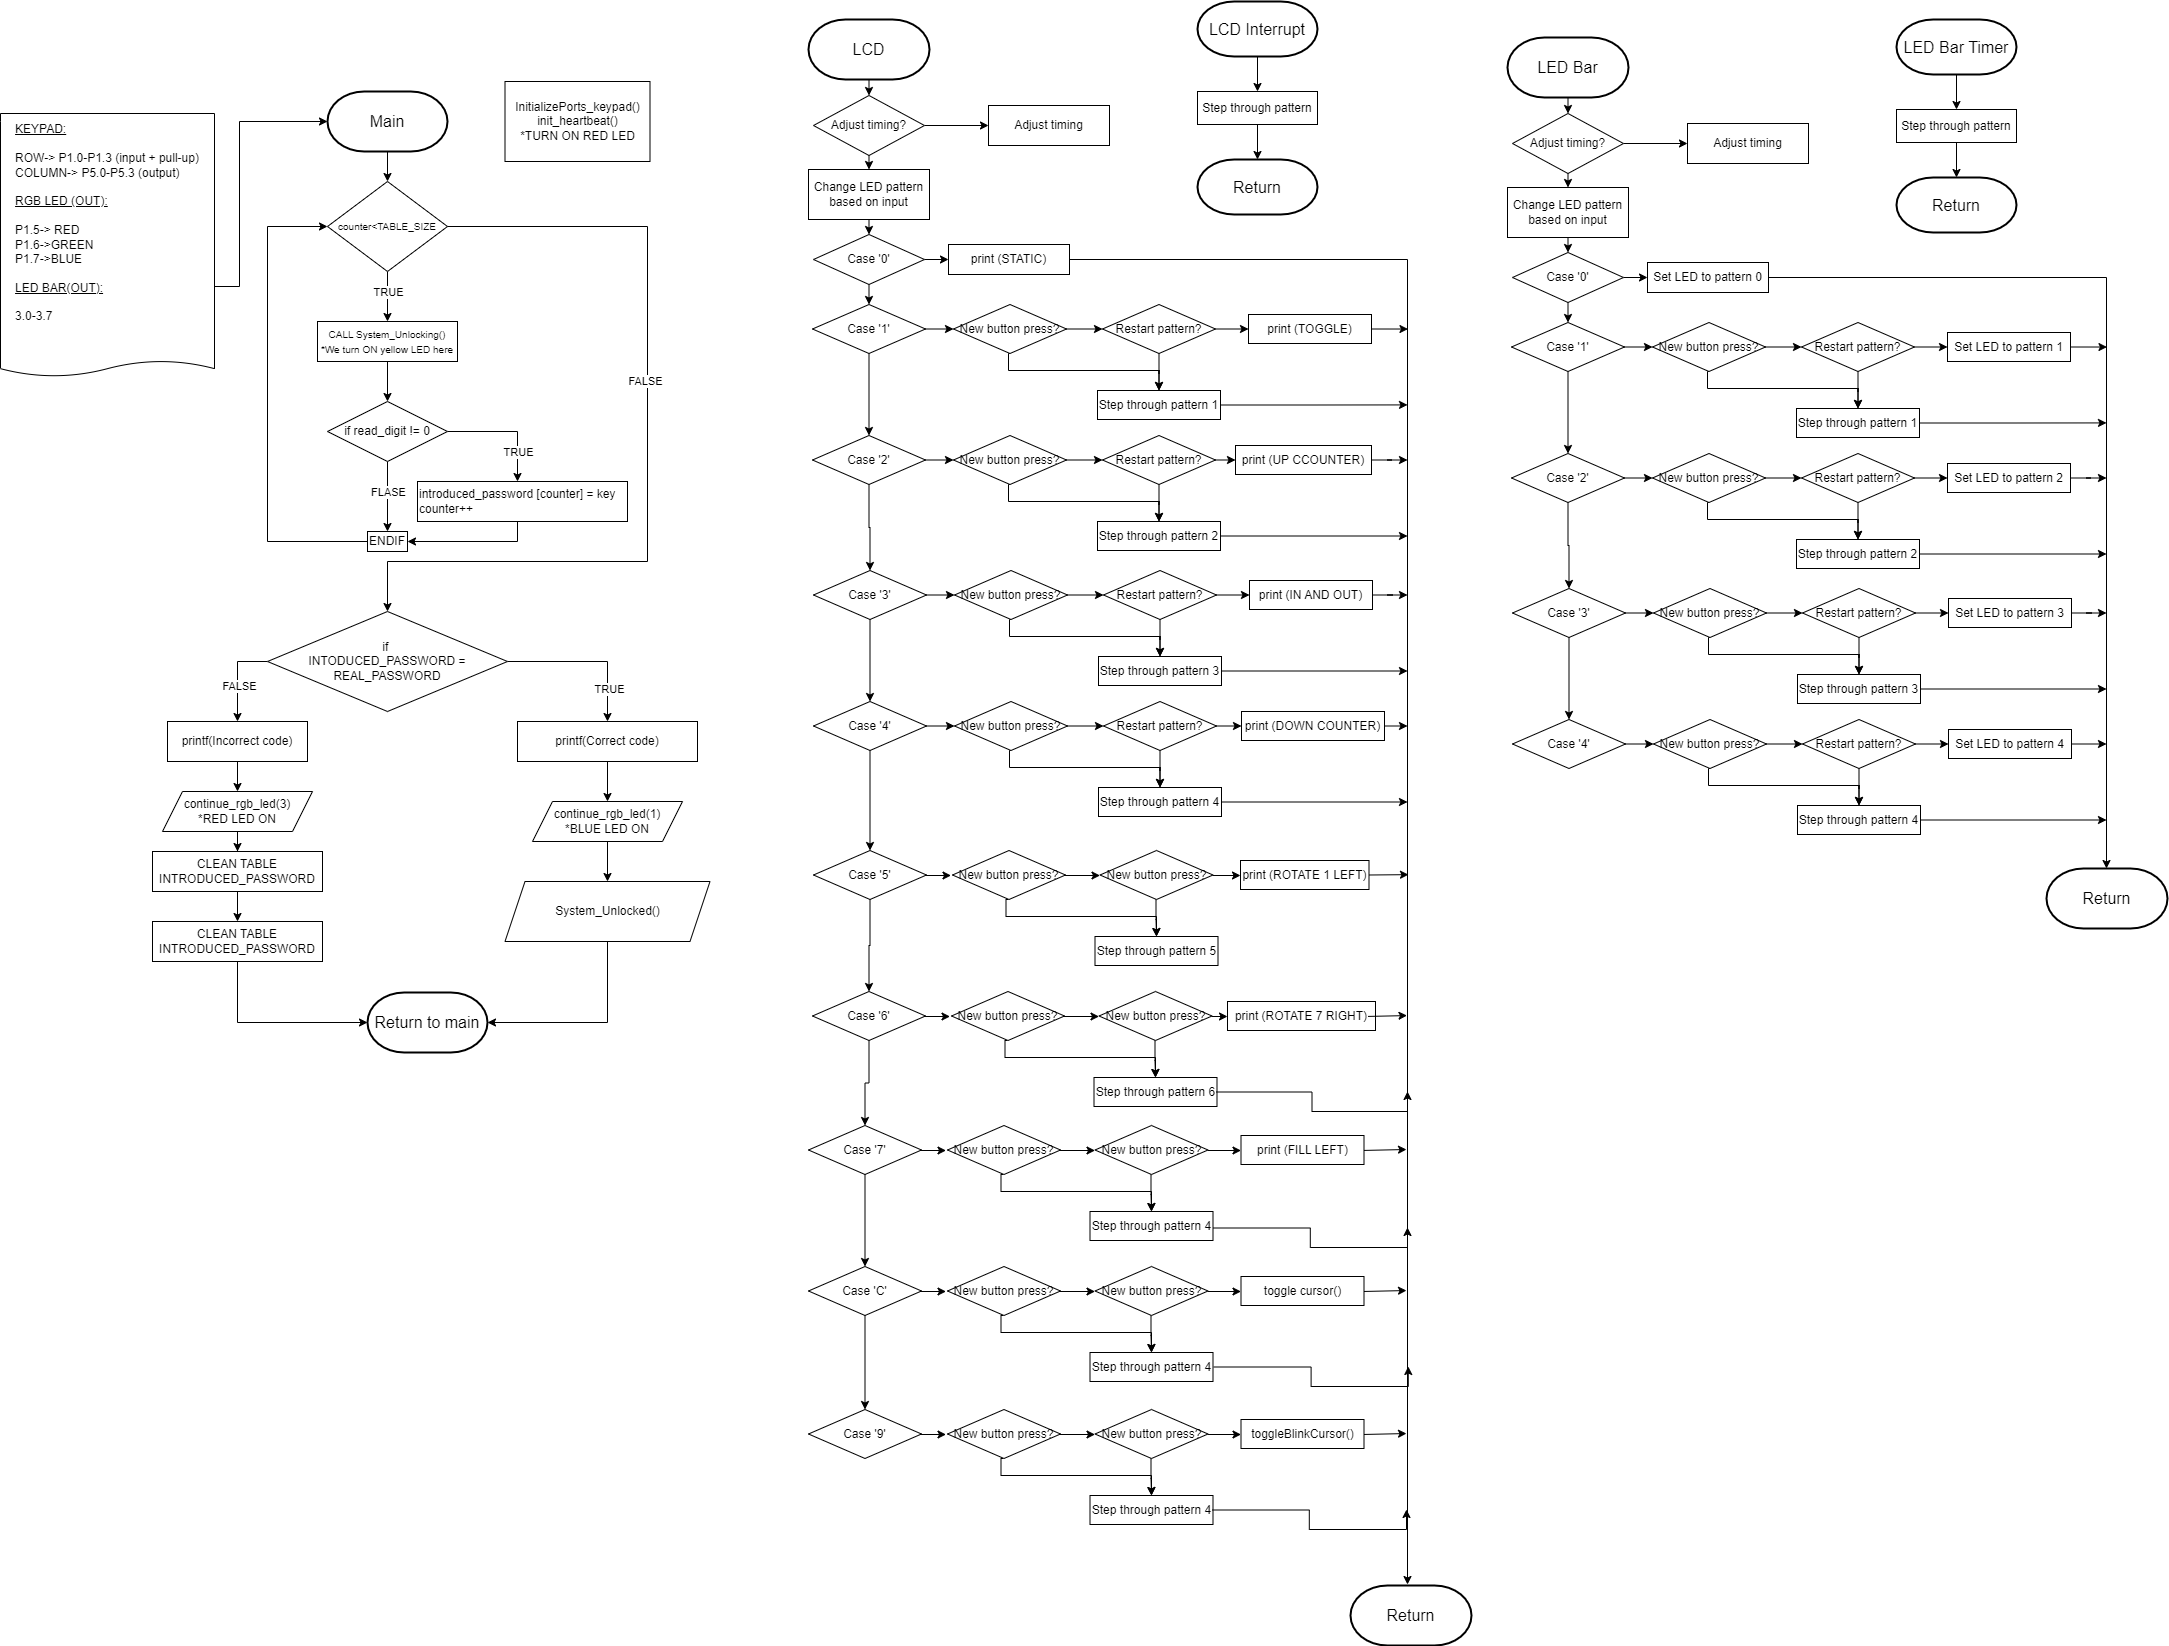 KEYPAD:
ROW-> P1.0-P1.3 (input + pull-up)
COLUMN-> P5.0-P5.3 (output)
RGB LED (OUT):
P1.5-> RED
P1.6->GREEN
P1.7->BLUE
LED BAR(OUT):
3.0-3.7
Main
InitializePorts_keypad()
init_heartbeat()
*TURN ON RED LED
counter<TABLE_SIZE
TRUE
FALSE
CALL System_Unlocking()
*We turn ON yellow LED here
if read_digit != 0
TRUE
FLASE
introduced_password [counter] = key
counter++
ENDIF
if
INTODUCED_PASSWORD =
REAL_PASSWORD
FALSE
TRUE
printf(Incorrect code)
printf(Correct code)
continue_rgb_led(3)
*RED LED ON
continue_rgb_led(1)
*BLUE LED ON
CLEAN TABLE
INTRODUCED_PASSWORD
CLEAN TABLE
INTRODUCED_PASSWORD
System_Unlocked()
Return to main
LCD
Adjust timing?
Adjust timing
Change LED pattern
based on input
Case '0'
print (STATIC)
Case '1'
New button press?
Restart pattern?
print (TOGGLE)
Step through pattern 1
Case '2'
New button press?
Restart pattern?
print (UP CCOUNTER)
Step through pattern 2
Case '3'
New button press?
Restart pattern?
print (IN AND OUT)
Step through pattern 3
Case '4'
New button press?
Restart pattern?
print (DOWN COUNTER)
Step through pattern 4
Case '5'
New button press?
New button press?
print (ROTATE 1 LEFT)
Step through pattern 5
Case '6'
New button press?
New button press?
print (ROTATE 7 RIGHT)
Step through pattern 6
Case '7'
New button press?
New button press?
print (FILL LEFT)
Step through pattern 4
Case 'C'
New button press?
New button press?
toggle cursor()
Step through pattern 4
Case '9'
New button press?
New button press?
toggleBlinkCursor()
Step through pattern 4
Return
LCD Interrupt
Step through pattern
Return
LED Bar
Adjust timing?
Adjust timing
Change LED pattern
based on input
Case '0'
Set LED to pattern 0
Case '1'
New button press?
Restart pattern?
Set LED to pattern 1
Step through pattern 1
Case '2'
New button press?
Restart pattern?
Set LED to pattern 2
Step through pattern 2
Case '3'
New button press?
Restart pattern?
Set LED to pattern 3
Step through pattern 3
Case '4'
New button press?
Restart pattern?
Set LED to pattern 4
Step through pattern 4
Return
LED Bar Timer
Step through pattern
Return